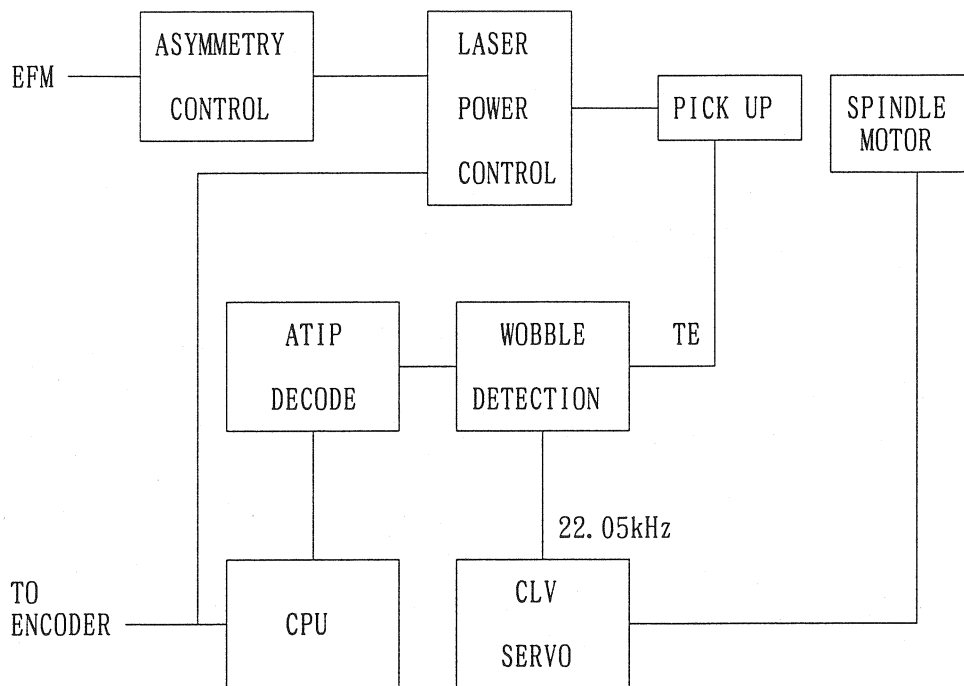 EFM
ASYMMETRY
CONTROL
LASER
POWER
CONTROL
PICK UP
SPINDLE
MOTOR
ATIP
DECODE
WOBBLE
DETECTION
TE
22.05kHz
TO
ENCODER
CPU
CLV
SERVO